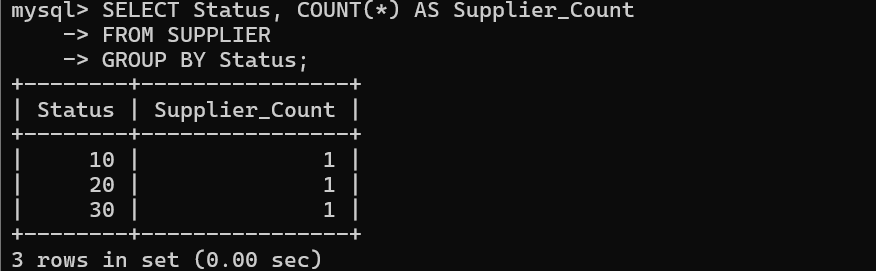 mysql> SELECT Status, COUNT(*) AS Supplier_Count
    -> FROM SUPPLIER
    -> GROUP BY Status;
+--------+----------------+
| Status | Supplier_Count |
+--------+----------------+
|     10 |              1 |
|     20 |              1 |
|     30 |              1 |
+--------+----------------+
3 rows in set (0.00 sec)